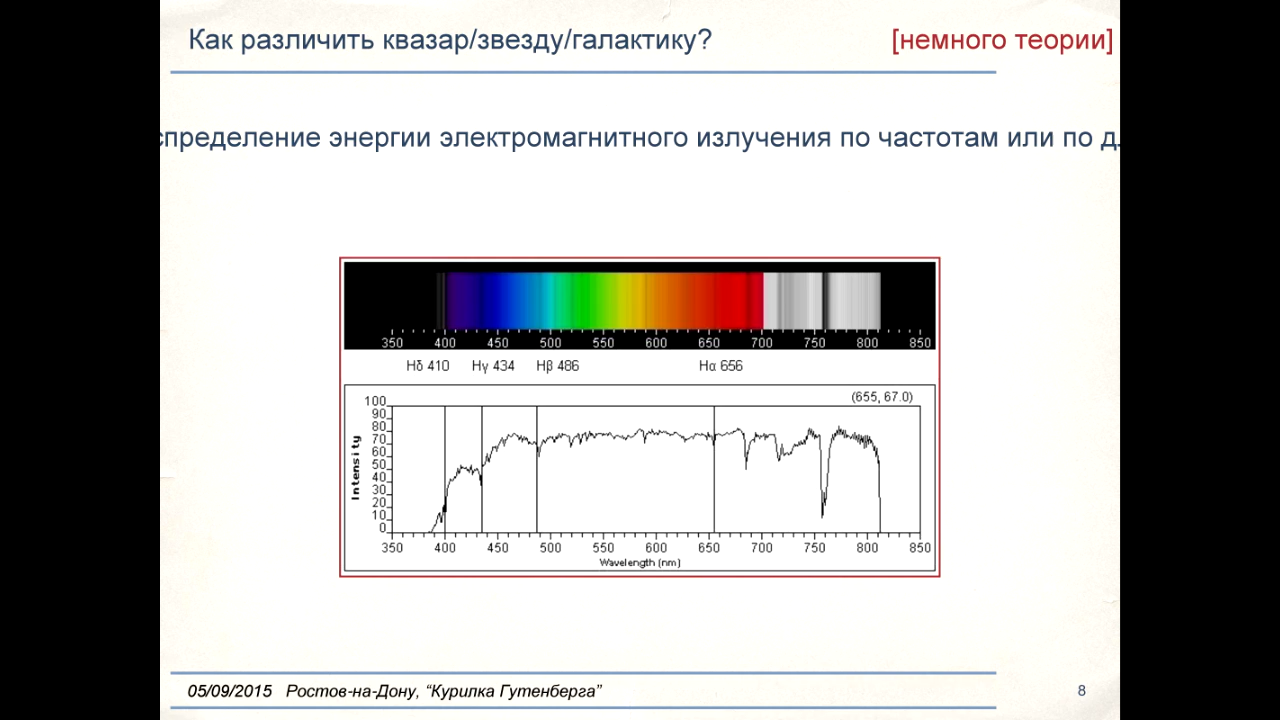 Как различить квазар/звезду/галактику? [немного теории]
спределение энергии электромагнитного излучения по частотам или по д
350 400 450 500 550 600 650 700 750 800 850
Hδ 410 Hγ 434 Hβ 486 Hα 656
(655, 67.0)
100
90
80
70
60
50
40
30
20
10
0
Intensity
350 400 450 500 550 600 650 700 750 800 850
Wavelength (nm)
05/09/2015 Ростов-на-Дону, “Курилка Гутенберга” 8